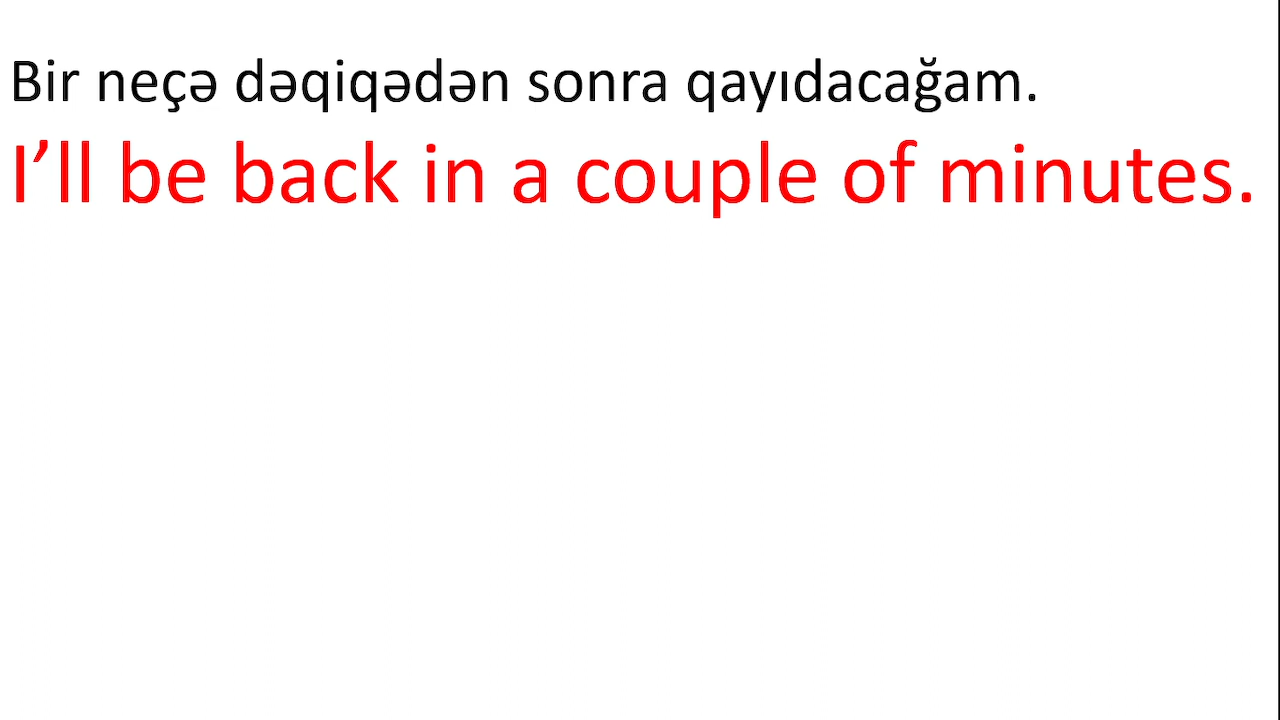 Bir neçə dəqiqədən sonra qayıdacağam.
I’ll be back in a couple of minutes.